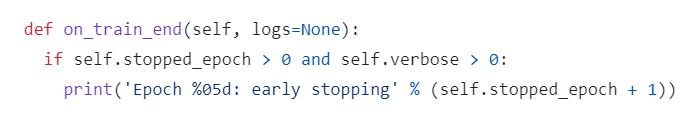 def on_train_end(self, logs=None):
  if self.stopped_epoch > 0 and self.verbose > 0:
    print('Epoch %05d: early stopping' % (self.stopped_epoch + 1))